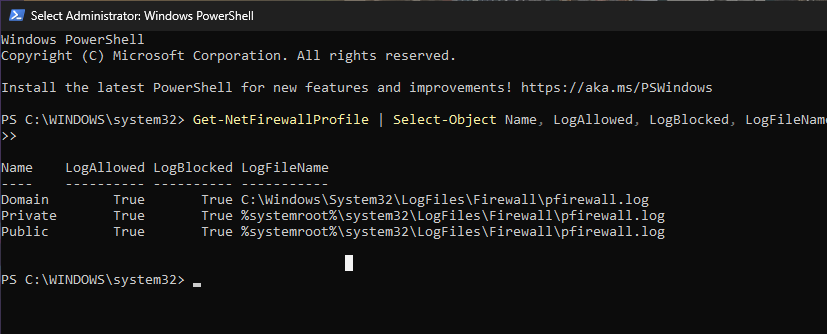 Select Administrator: Windows PowerShell
Windows PowerShell
Copyright (C) Microsoft Corporation. All rights reserved.
Install the latest PowerShell for new features and improvements! https://aka.ms/PSWindows
PS C:\WINDOWS\system32> Get-NetFirewallProfile | Select-Object Name, LogAllowed, LogBlocked, LogFileName
>>
Name    LogAllowed LogBlocked LogFileName
----    ---------- ---------- -----------
Domain        True       True C:\Windows\System32\LogFiles\Firewall\pfirewall.log
Private       True       True %systemroot%\system32\LogFiles\Firewall\pfirewall.log
Public        True       True %systemroot%\system32\LogFiles\Firewall\pfirewall.log
PS C:\WINDOWS\system32>